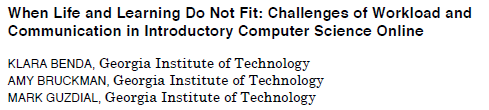 When Life and Learning Do Not Fit: Challenges of Workload and
Communication in Introductory Computer Science Online
KLARA BENDA, Georgia Institute of Technology
AMY BRUCKMAN, Georgia Institute of Technology
MARK GUZDIAL, Georgia Institute of Technology